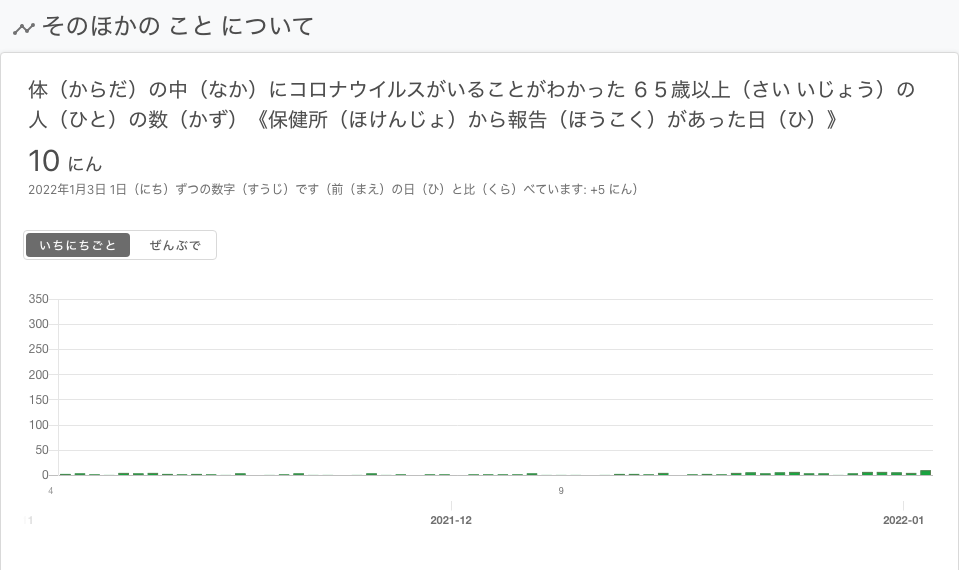 そのほかの こと について
体（からだ）の中（なか）にコロナウイルスがいることがわかった ６５歳以上（さい いじょう）の
人（ひと）の数（かず）《保健所（ほけんじょ）から報告（ほうこく）があった日（ひ）》
10 にん
2022年1月3日 1日（にち）ずつの数字（すうじ）です（前（まえ）の日（ひ）と比（くら）べています: +5 にん）
いちにちごと ぜんぶで
350
300
250
200
150
100
50
0
4 9
1 2021-12 2022-01